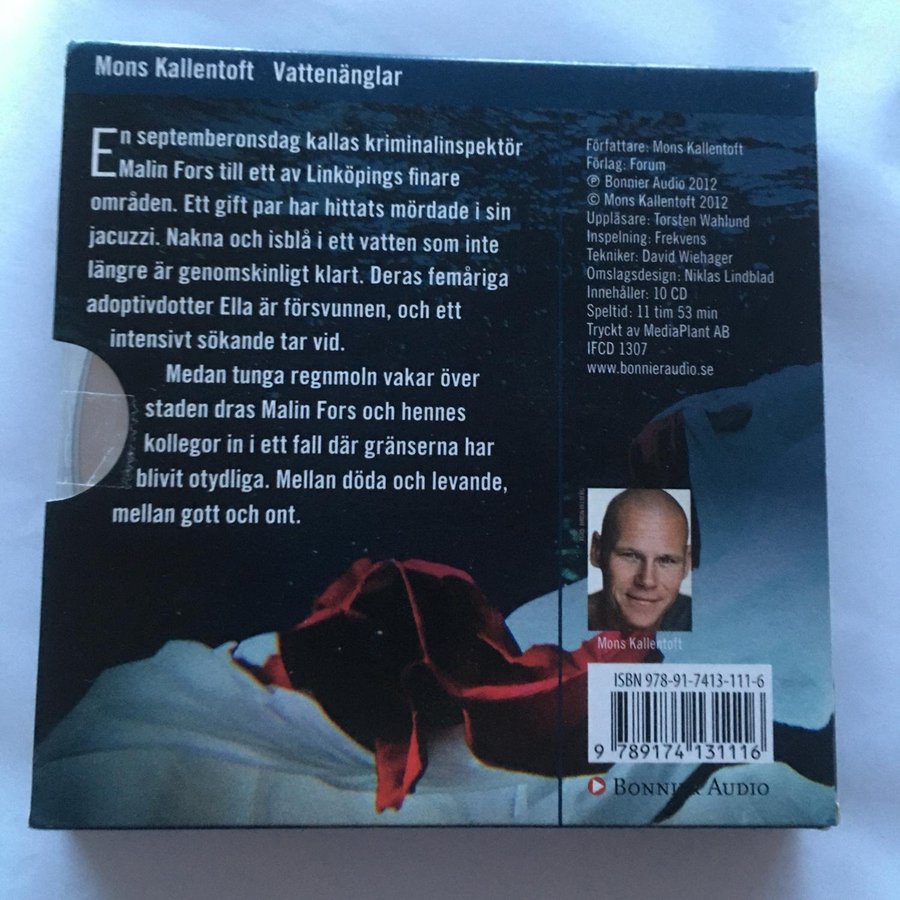 Mons Kallentoft Vattenänglar
En septemberonsdag kallas kriminalinspektör
Malin Fors till ett av Linköpings finare
områden. Ett gift par har hittats mördade i sin
jacuzzi. Nakna och isblå i ett vatten som inte
längre är genomskinligt klart. Deras femåriga
adoptivdotter Ella är försvunnen, och ett
intensivt sökande tar vid.
Medan tunga regnmoln vakar över
staden dras Malin Fors och hennes
kollegor in i ett fall där gränserna har
blivit otydliga. Mellan döda och levande,
mellan gott och ont.
Författare: Mons Kallentoft
Förlag: Forum
℗ Bonnier Audio 2012
© Mons Kallentoft 2012
Uppläsare: Torsten Wahlund
Inspelning: Frekvens
Tekniker: David Wiehager
Omslagsdesign: Niklas Lindblad
Innehåller: 10 CD
Speltid: 11 tim 53 min
Tryckt av MediaPlant AB
IFCD 1307
www.bonnieraudio.se
Mons Kallentoft
ISBN 978-91-7413-111-6
9 789174 131116
Bonnier Audio